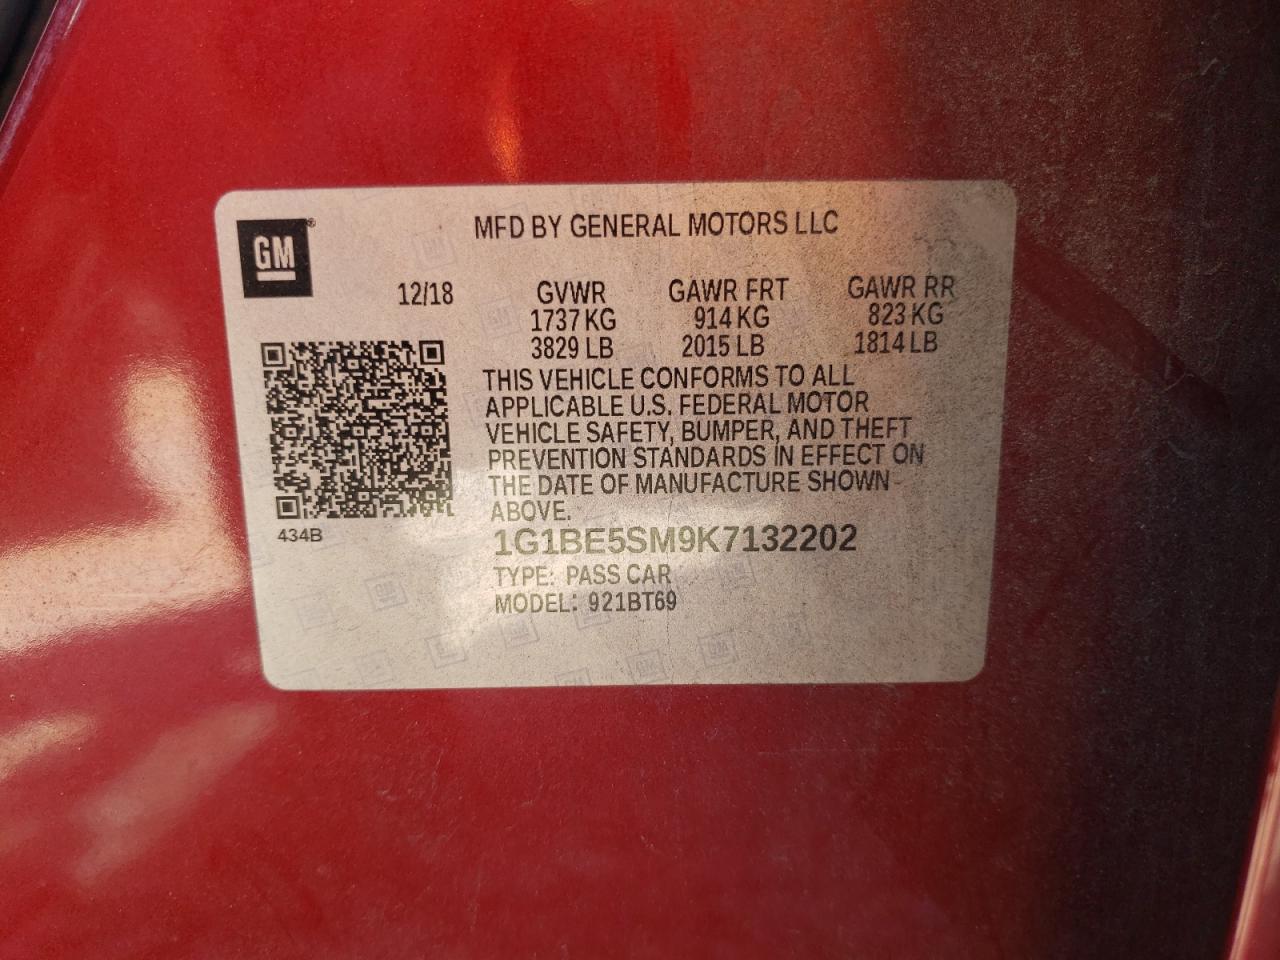 GM®
MFD BY GENERAL MOTORS LLC
12/18 GVWR GAWR FRT GAWR RR
1737 KG 914 KG 823 KG
3829 LB 2015 LB 1814 LB
THIS VEHICLE CONFORMS TO ALL
APPLICABLE U.S. FEDERAL MOTOR
VEHICLE SAFETY, BUMPER, AND THEFT
PREVENTION STANDARDS IN EFFECT ON
THE DATE OF MANUFACTURE SHOWN
ABOVE.
434B
1G1BE5SM9K7132202
TYPE: PASS CAR
MODEL: 921BT69